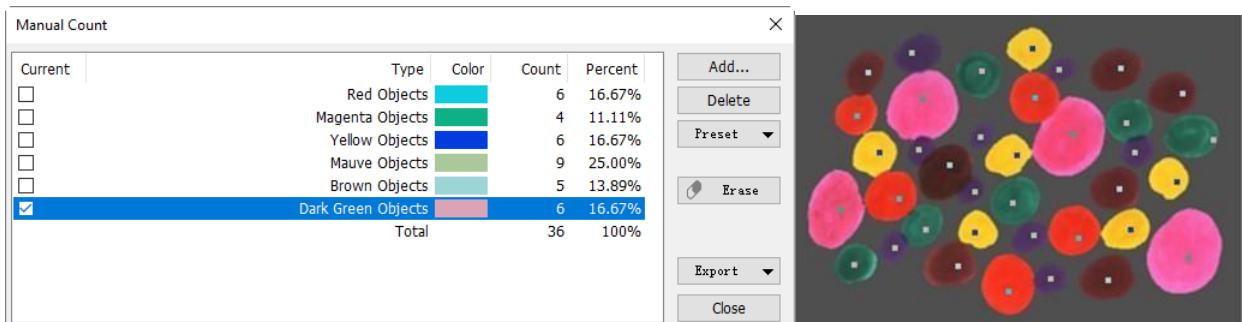 Manual Count
Current Type Color Count Percent
Red Objects 6 16.67%
Magenta Objects 4 11.11%
Yellow Objects 6 16.67%
Mauve Objects 9 25.00%
Brown Objects 5 13.89%
Dark Green Objects 6 16.67%
Total 36 100%
Add...
Delete
Preset
Erase
Export
Close